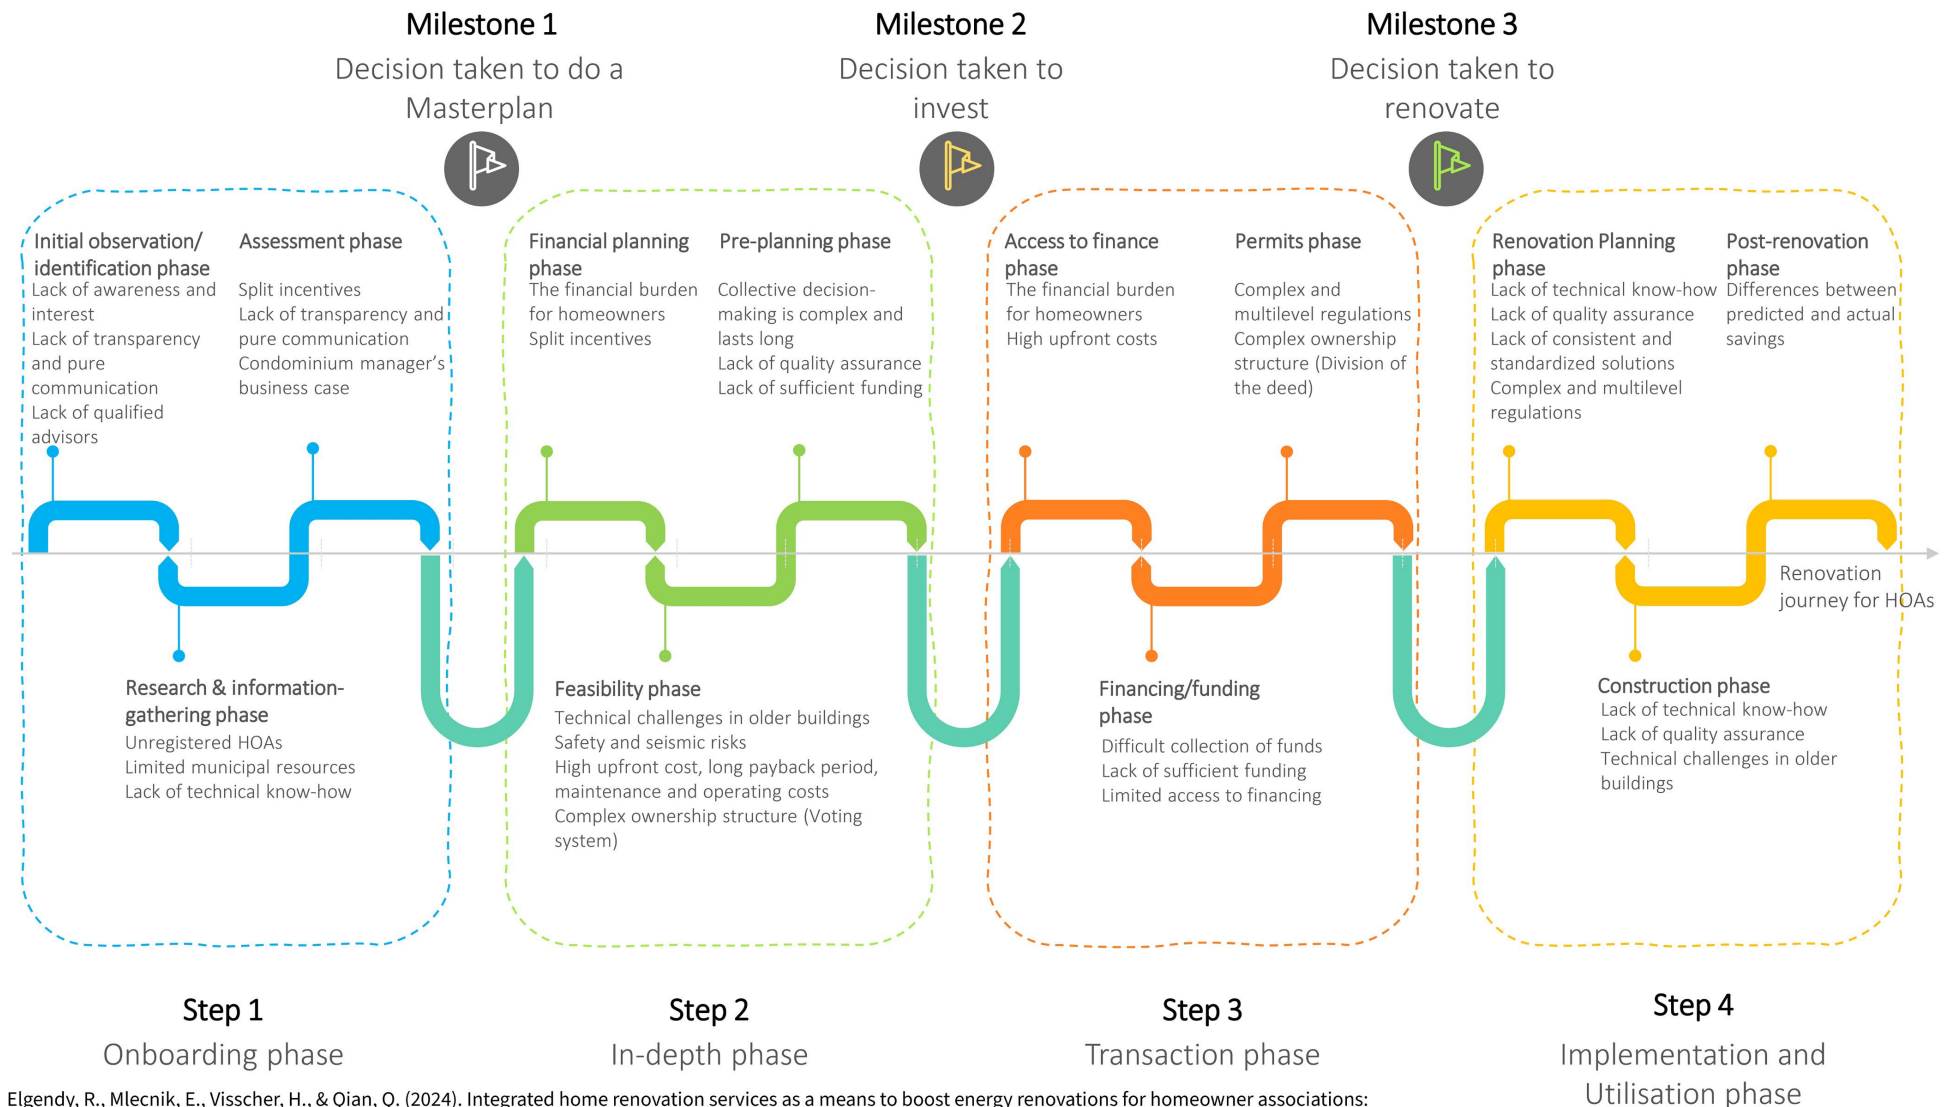 Milestone 1
Decision taken to do a
Masterplan
Milestone 2
Decision taken to
invest
Milestone 3
Decision taken to
renovate
Initial observation/
identification phase
Lack of awareness and
interest
Lack of transparency
and pure
communication
Lack of qualified
advisors
Assessment phase
Split incentives
Lack of transparency and
pure communication
Condominium manager's
business case
Financial planning
phase
The financial burden
for homeowners
Split incentives
Pre-planning phase
Collective decision-
making is complex and
lasts long
Lack of quality assurance
Lack of sufficient funding
Access to finance
phase
The financial burden
for homeowners
High upfront costs
Permits phase
Complex and
multilevel regulations
Complex ownership
structure (Division of
the deed)
Renovation Planning
phase
Lack of technical know-how
Lack of quality assurance
Lack of consistent and
standardized solutions
Complex and multilevel
regulations
Post-renovation
phase
Differences between
predicted and actual
savings
Renovation
journey for HOAs
Research & information-
gathering phase
Unregistered HOAs
Limited municipal resources
Lack of technical know-how
Feasibility phase
Technical challenges in older buildings
Safety and seismic risks
High upfront cost, long payback period,
maintenance and operating costs
Complex ownership structure (Voting
system)
Financing/funding
phase
Difficult collection of funds
Lack of sufficient funding
Limited access to financing
Construction phase
Lack of technical know-how
Lack of quality assurance
Technical challenges in older
buildings
Step 1
Onboarding phase
Step 2
In-depth phase
Step 3
Transaction phase
Step 4
Implementation and
Utilisation phase
Elgendy, R., Mlecnik, E., Visscher, H., & Qian, Q. (2024). Integrated home renovation services as a means to boost energy renovations for homeowner associations: